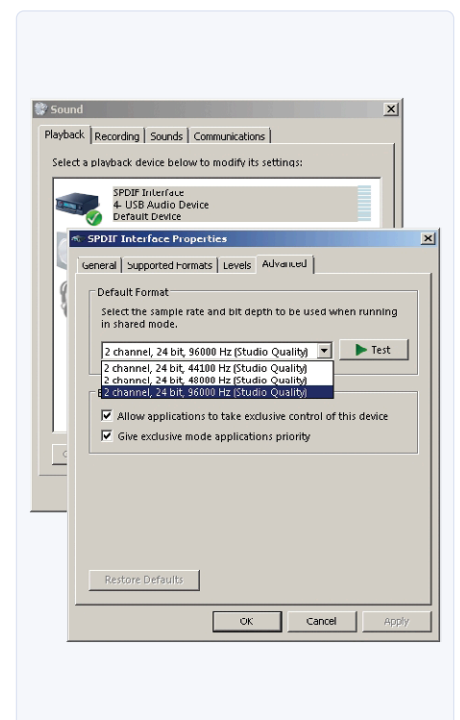 Sound
Playback Recording Sounds Communications
Select a playback device below to modify its settings:
SPDIF Interface
4- USB Audio Device
Default Device
SPDIF Interface Properties
General Supported Formats Levels Advanced
Default Format
Select the sample rate and bit depth to be used when running
in shared mode.
2 channel, 24 bit, 96000 Hz (Studio Quality)
Test
2 channel, 24 bit, 44100 Hz (Studio Quality)
2 channel, 24 bit, 48000 Hz (Studio Quality)
2 channel, 24 bit, 96000 Hz (Studio Quality)
Allow applications to take exclusive control of this device
Give exclusive mode applications priority
Restore Defaults
OK Cancel Apply